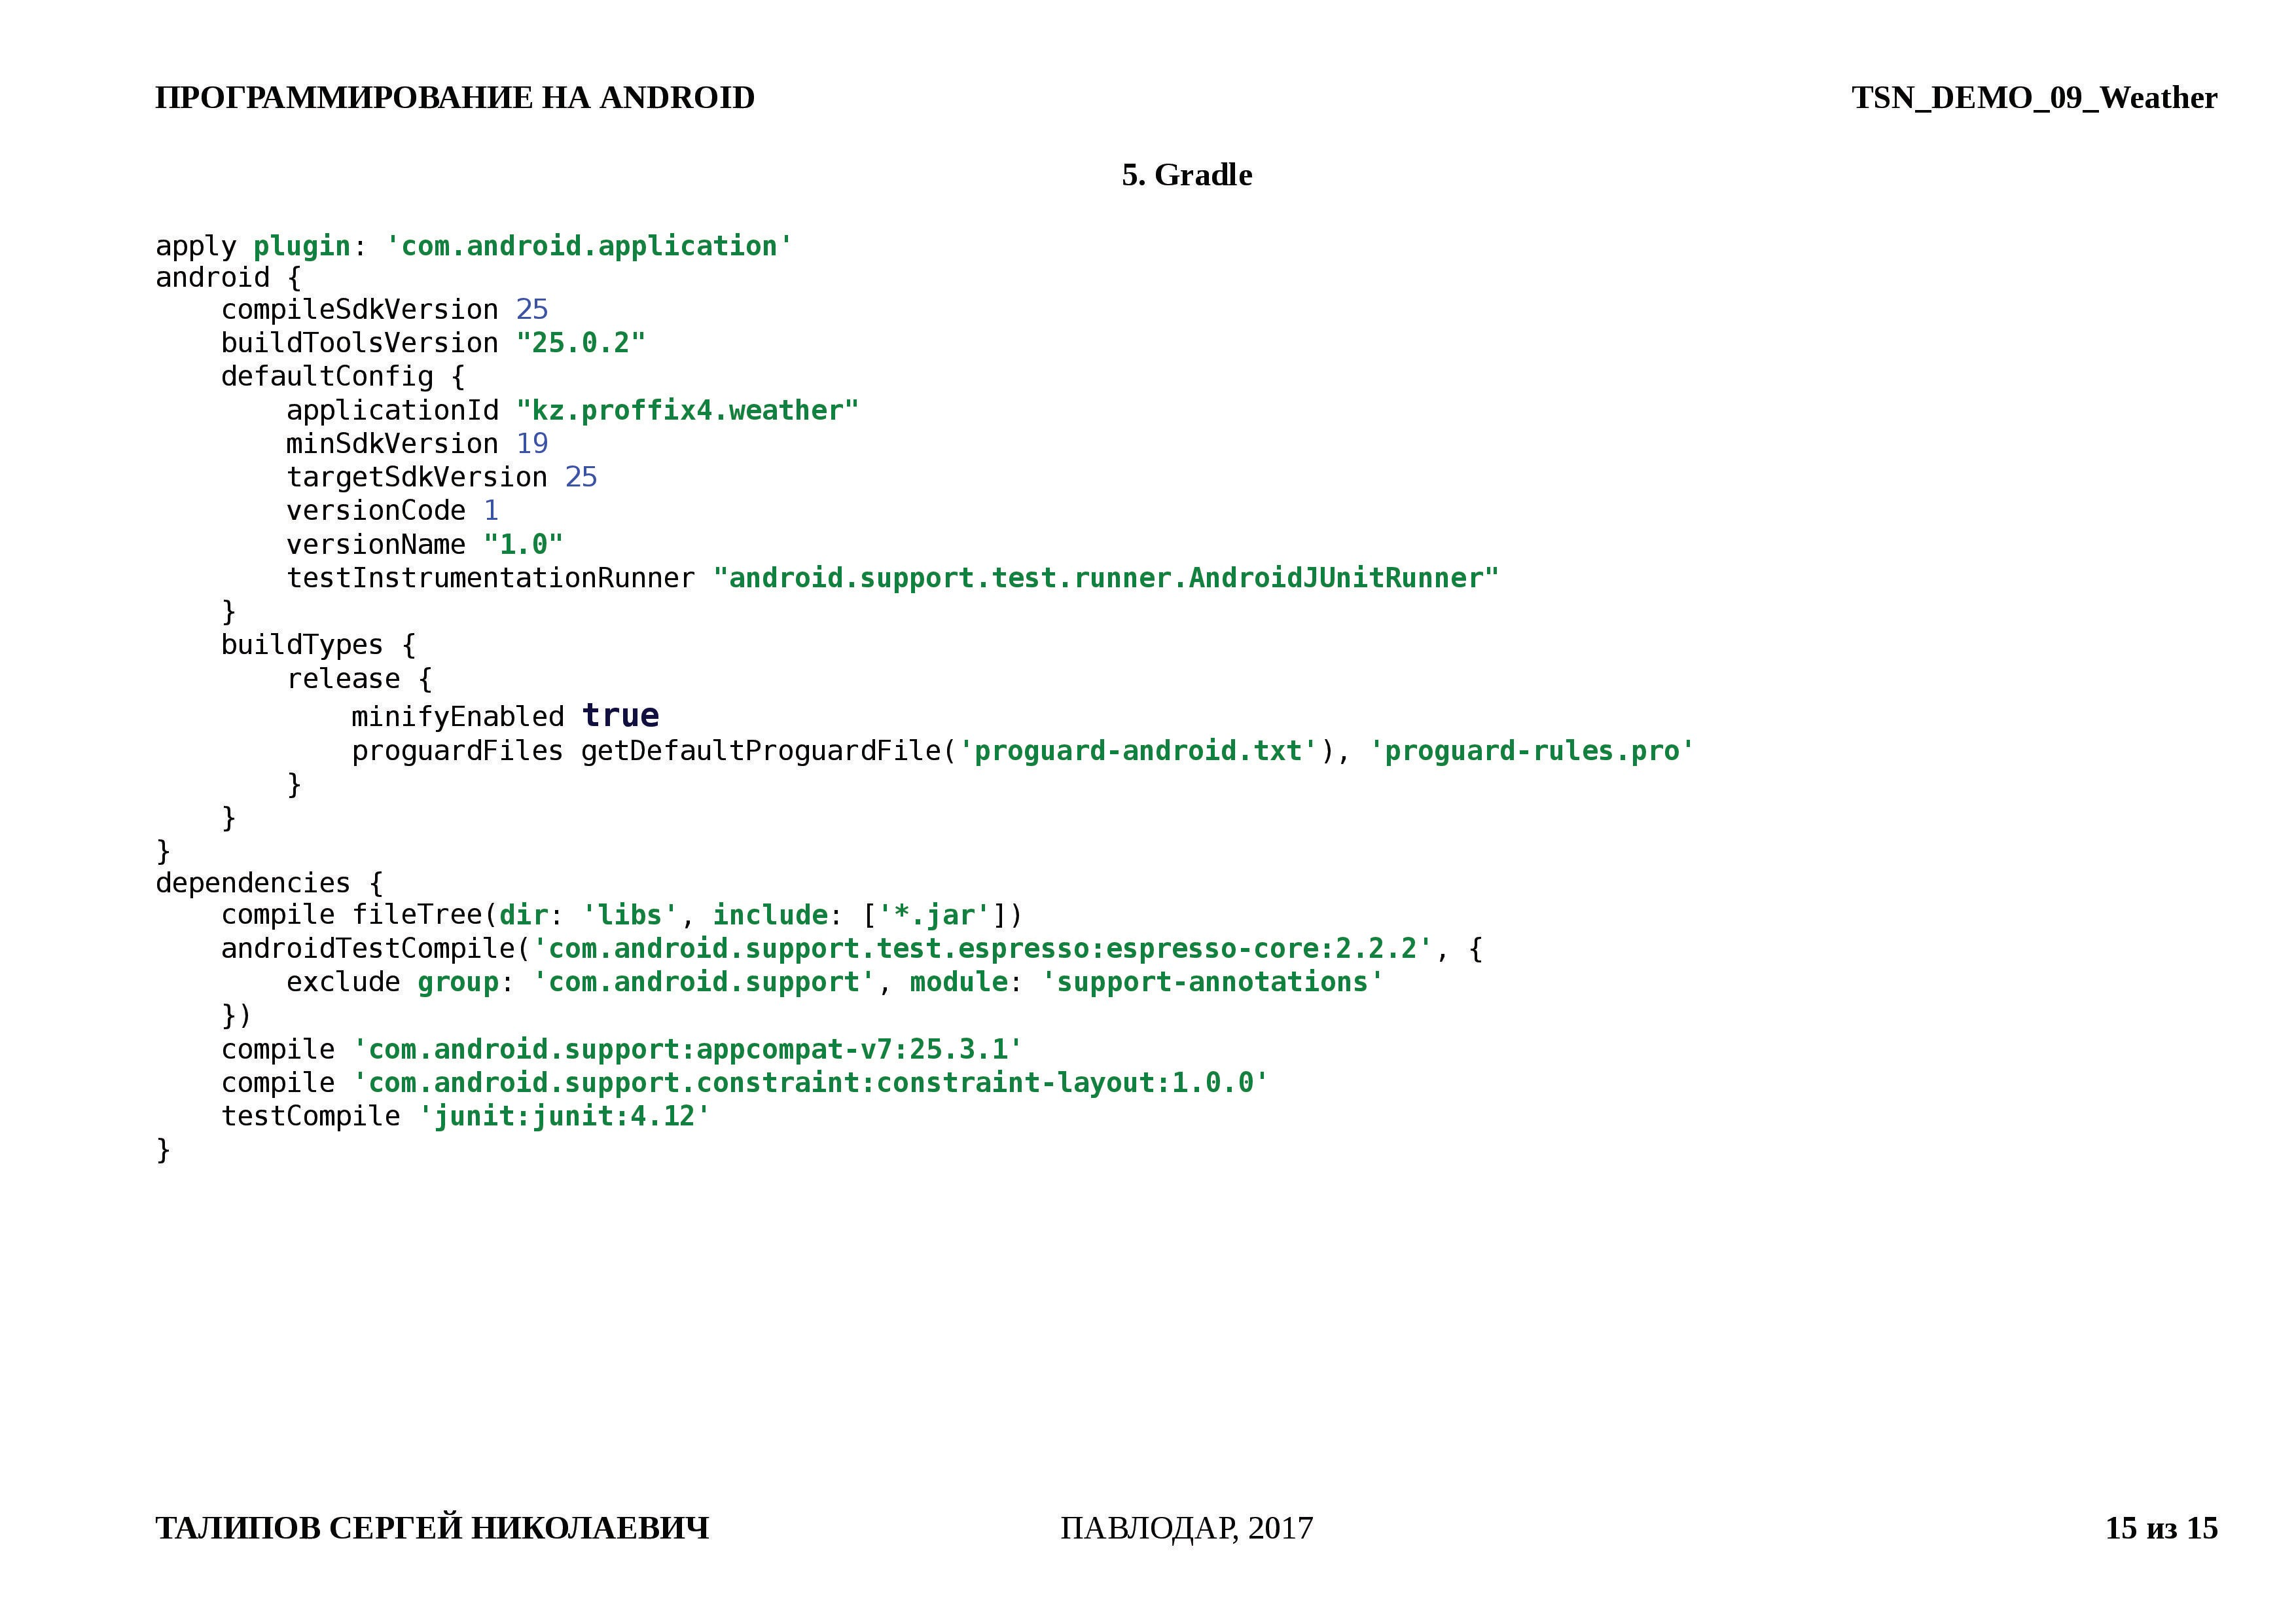 ПРОГРАММИРОВАНИЕ НА ANDROID TSN_DEMO_09_Weather
5. Gradle
apply plugin: 'com.android.application'
android {
    compileSdkVersion 25
    buildToolsVersion "25.0.2"
    defaultConfig {
        applicationId "kz.proffix4.weather"
        minSdkVersion 19
        targetSdkVersion 25
        versionCode 1
        versionName "1.0"
        testInstrumentationRunner "android.support.test.runner.AndroidJUnitRunner"
    }
    buildTypes {
        release {
            minifyEnabled true
            proguardFiles getDefaultProguardFile('proguard-android.txt'), 'proguard-rules.pro'
        }
    }
}
dependencies {
    compile fileTree(dir: 'libs', include: ['*.jar'])
    androidTestCompile('com.android.support.test.espresso:espresso-core:2.2.2', {
        exclude group: 'com.android.support', module: 'support-annotations'
    })
    compile 'com.android.support:appcompat-v7:25.3.1'
    compile 'com.android.support.constraint:constraint-layout:1.0.0'
    testCompile 'junit:junit:4.12'
}
ТАЛИПОВ СЕРГЕЙ НИКОЛАЕВИЧ ПАВЛОДАР, 2017 15 из 15